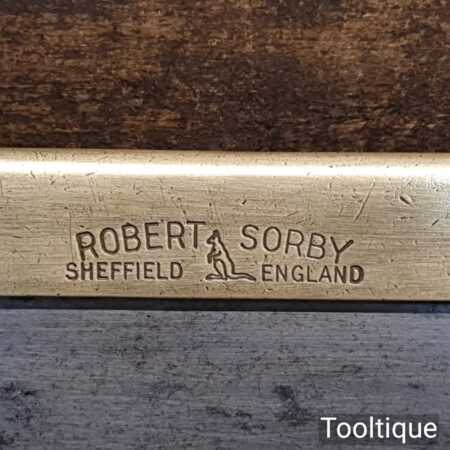 ROBERT SORBY
SHEFFIELD ENGLAND
Tooltique